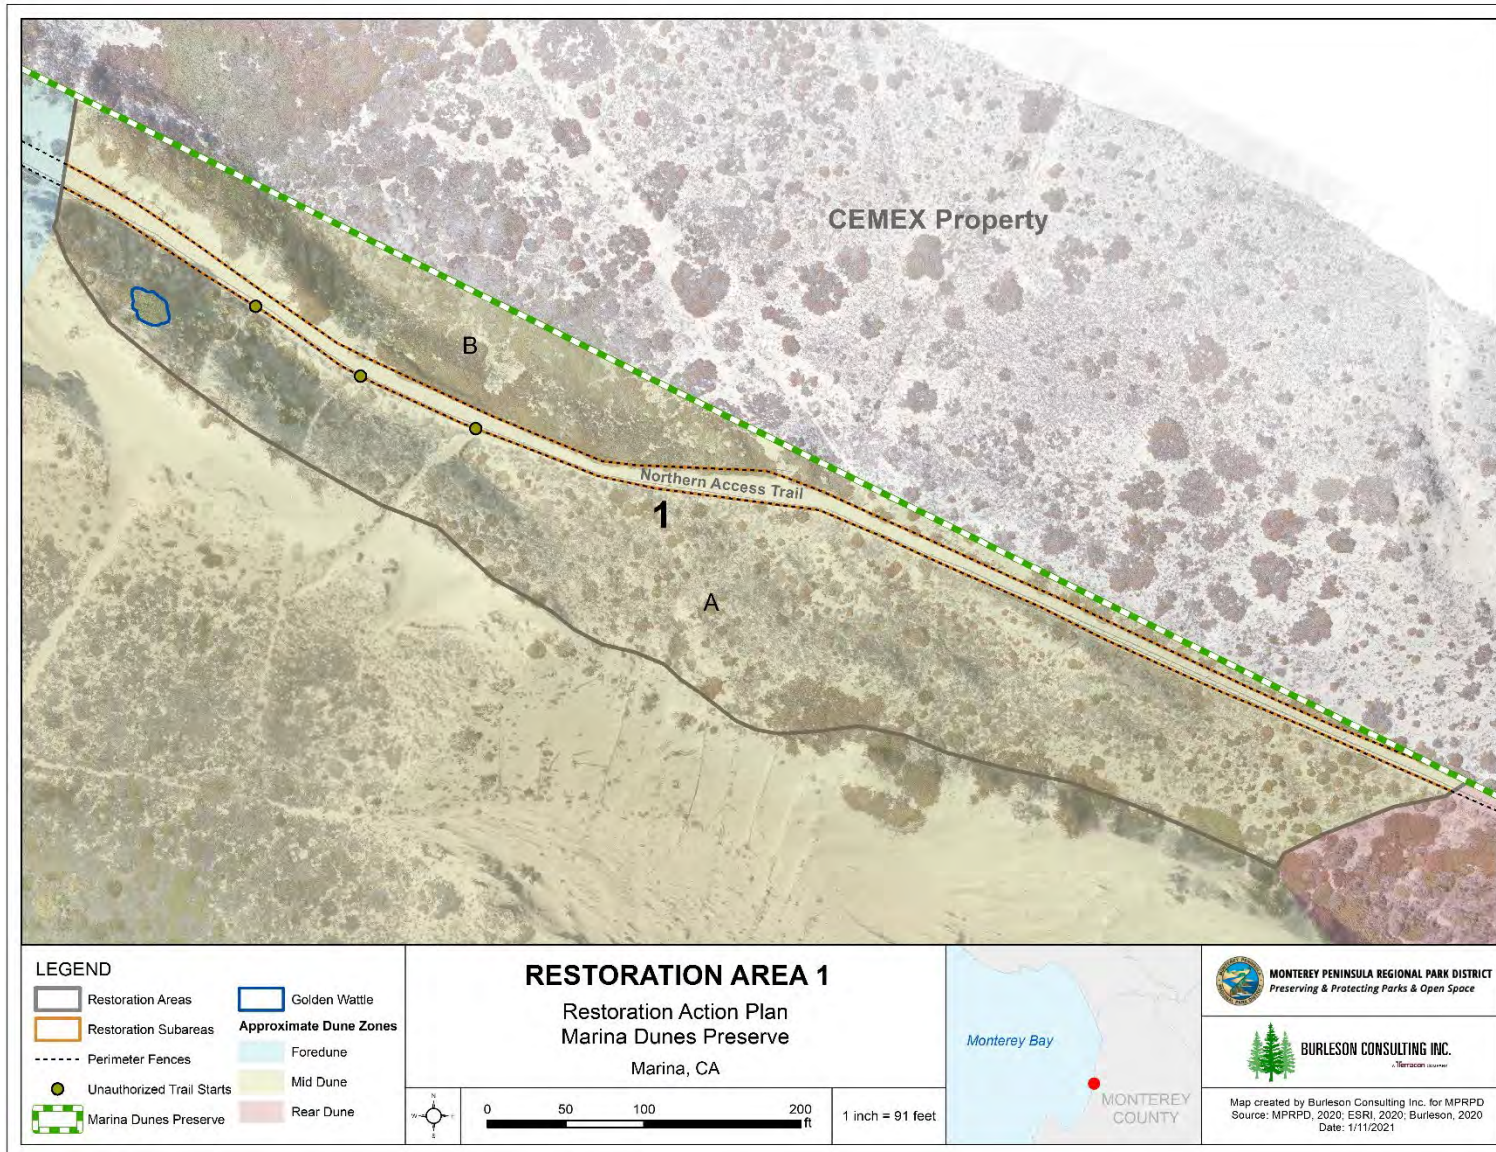 CEMEX Property
B
Northern Access Trail
1
A
LEGEND
Restoration Areas
Restoration Subareas
Perimeter Fences
Unauthorized Trail Starts
Marina Dunes Preserve
Golden Wattle
Approximate Dune Zones
Foredune
Mid Dune
Rear Dune
RESTORATION AREA 1
Restoration Action Plan
Marina Dunes Preserve
Marina, CA
N
W
E
S
0 50 100 200
ft
1 inch = 91 feet
Monterey Bay
MONTEREY
COUNTY
MONTEREY PENINSULA REGIONAL PARK DISTRICT
Preserving & Protecting Parks & Open Space
BURLESON CONSULTING INC.
A Terracon COMPANY
Map created by Burleson Consulting Inc. for MPRPD
Source: MPRPD, 2020; ESRI, 2020; Burleson, 2020
Date: 1/11/2021